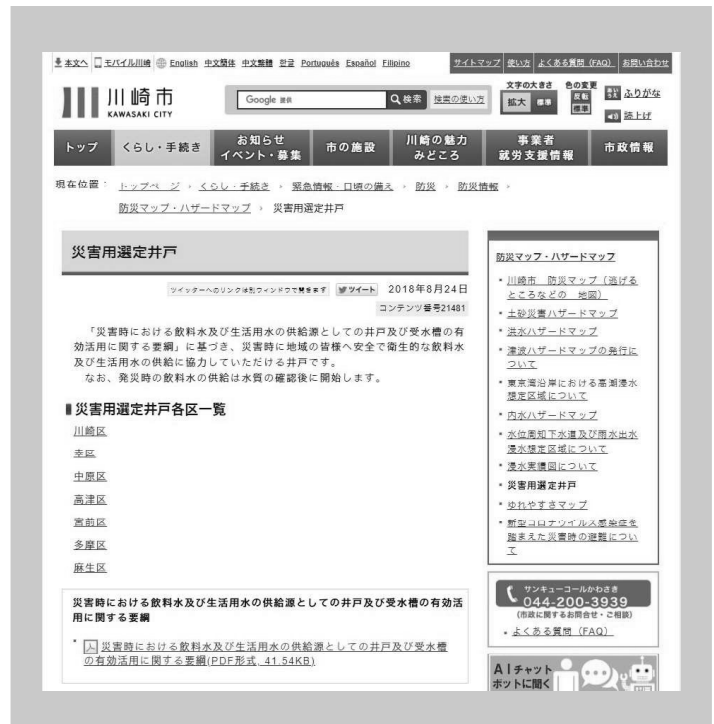 本文へ モバイル川崎 English 中文簡体 中文繁體 한글 Português Español Filipino サイトマップ 使い方 よくある質問 (FAQ) お問い合わせ
川崎市
KAWASAKI CITY
Google 検索 検索の使い方
文字の大きさ 色の変更
拡大 標準 反転 標準 ふりがな
読上げ
トップ くらし・手続き お知らせ イベント・募集 市の施設 川崎の魅力 みどころ 事業者 就労支援情報 市政情報
現在位置： トップページ › くらし・手続き › 緊急情報・日頃の備え › 防災 › 防災情報 ›
防災マップ・ハザードマップ › 災害用選定井戸
災害用選定井戸
ツイッターへのリンクは別ウィンドウで開きます ツイート 2018年8月24日
コンテンツ番号21481
「災害時における飲料水及び生活用水の供給源としての井戸及び受水槽の有
効活用に関する要綱」に基づき、災害時に地域の皆様へ安全で衛生的な飲料水
及び生活用水の供給に協力していただける井戸です。
なお、発災時の飲料水の供給は水質の確認後に開始します。
災害用選定井戸各区一覧
川崎区
幸区
中原区
高津区
宮前区
多摩区
麻生区
災害時における飲料水及び生活用水の供給源としての井戸及び受水槽の有効活
用に関する要綱
災害時における飲料水及び生活用水の供給源としての井戸及び受水槽
の有効活用に関する要綱(PDF形式, 41.54KB)
防災マップ・ハザードマップ
・川崎市 防災マップ（逃げる
ところなどの 地図）
・土砂災害ハザードマップ
・洪水ハザードマップ
・津波ハザードマップの発行に
ついて
・東京湾沿岸における高潮浸水
想定区域について
・内水ハザードマップ
・水位周知下水道及び雨水出水
浸水想定区域について
・浸水実績図について
・災害用選定井戸
・ゆれやすさマップ
・新型コロナウイルス感染症を
踏まえた災害時の避難につい
て
サンキューコールかわさき
044-200-3939
(市政に関するお問合せ・ご相談)
・よくある質問（FAQ）
AIチャット
ボットに聞く